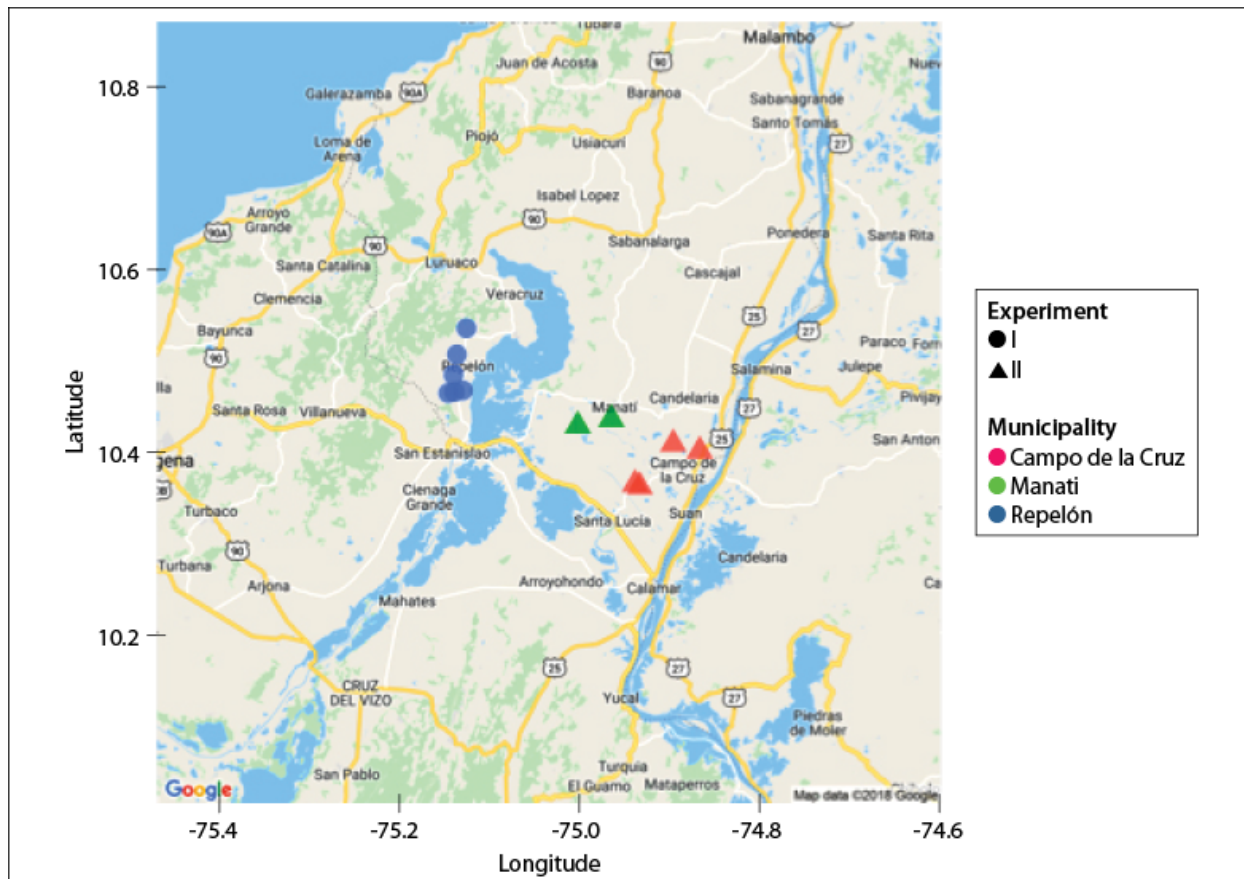 Tubará
Malambo
Juan de Acosta
90
10.8
Galerazamba
90A
Baranoa
Sabanagrande
Santo Tomás
Loma de
Arena
Piojó
Usiacuri
27
Isabel Lopez
Arroyo
Grande
90A
90
90
Sabanalarga
Ponedera
Santa Rita
10.6
Santa Catalina
Luruaco
Cascajal
Clemencia
Veracruz
25
Bayunca
27
Paraco
90
Repelón
Salamina
Julepe
Latitude
Santa Rosa
Villanueva
Manatí
Candelaria
27
Pivijay
25
San Anton
10.4
gena
San Estanislao
Campo de
la Cruz
Cienaga
Grande
Turbaco
Santa Lucía
Suan
90
Candelaria
Turbana
Arjona
Arroyohondo
Calamar
Mahates
10.2
25
27
CRUZ
DEL VIZO
Yucal
27
Piedras
de Moler
San Pablo
Turquia
El Guamo
Mataperros
Google
Map data ©2018 Google
-75.4
-75.2
-75.0
-74.8
-74.6
Longitude
Experiment
I
II
Municipality
Campo de la Cruz
Manati
Repelón